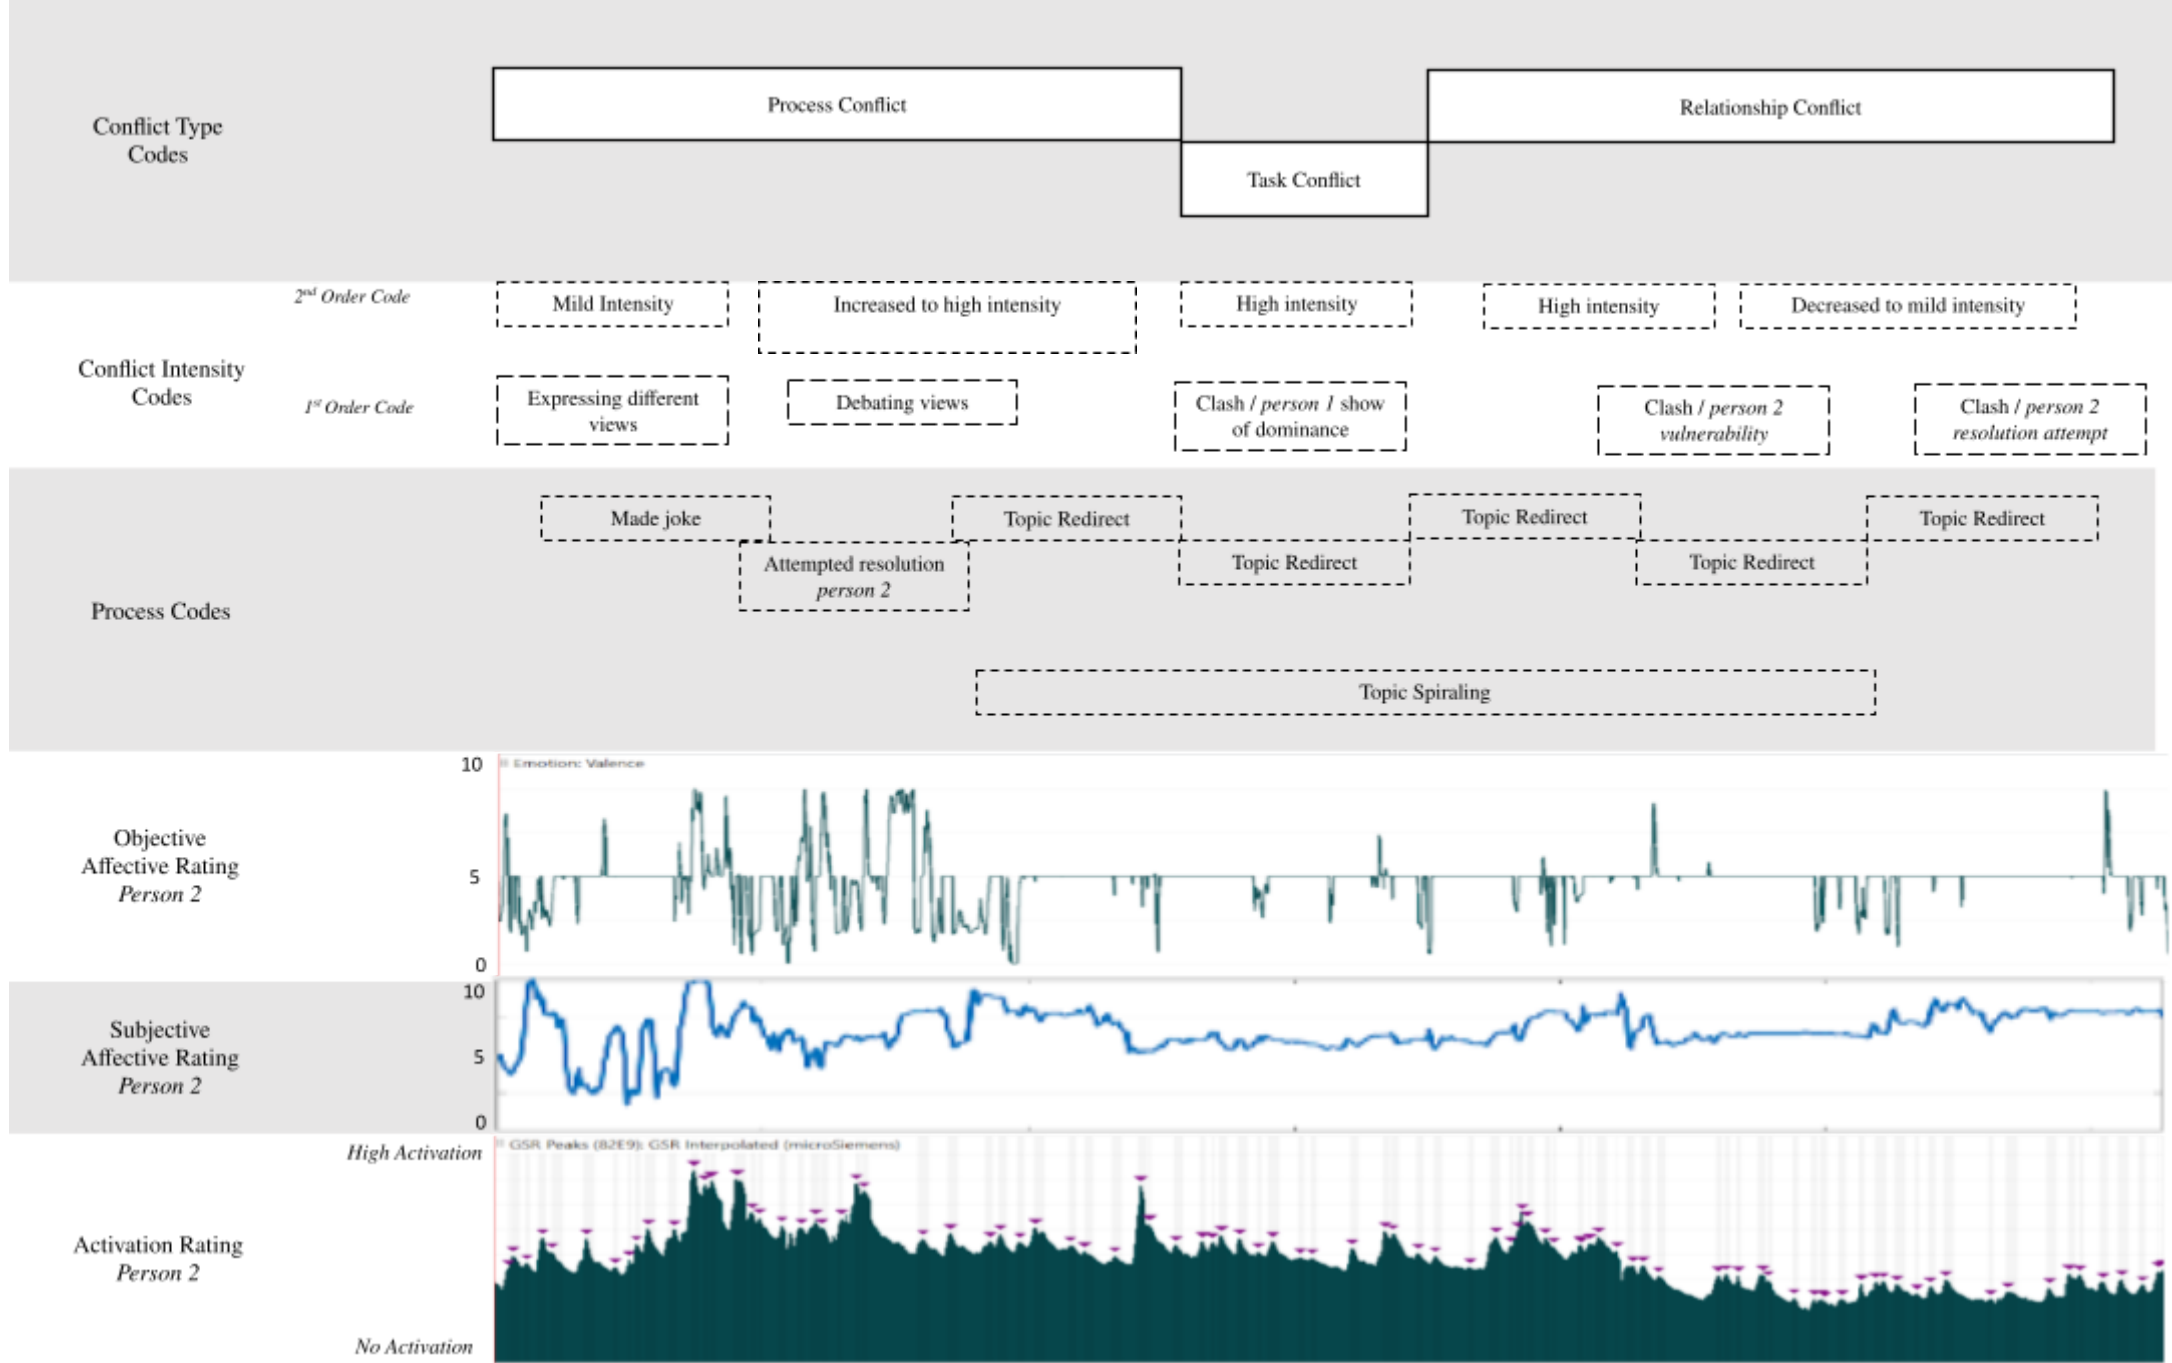 Process Conflict
Relationship Conflict
Conflict Type
Codes
Task Conflict
2nd Order Code
Mild Intensity
Increased to high intensity
High intensity
High intensity
Decreased to mild intensity
Conflict Intensity
Codes
1st Order Code
Expressing different
views
Debating views
Clash / person 1 show
of dominance
Clash / person 2
vulnerability
Clash / person 2
resolution attempt
Process Codes
Made joke
Attempted resolution
person 2
Topic Redirect
Topic Redirect
Topic Redirect
Topic Redirect
Topic Redirect
Topic Spiraling
Objective
Affective Rating
Person 2
10
5
0
Emotion: Valence
Subjective
Affective Rating
Person 2
10
5
0
High Activation
GSR Peaks (82E9): GSR Interpolated (microSiemens)
Activation Rating
Person 2
No Activation